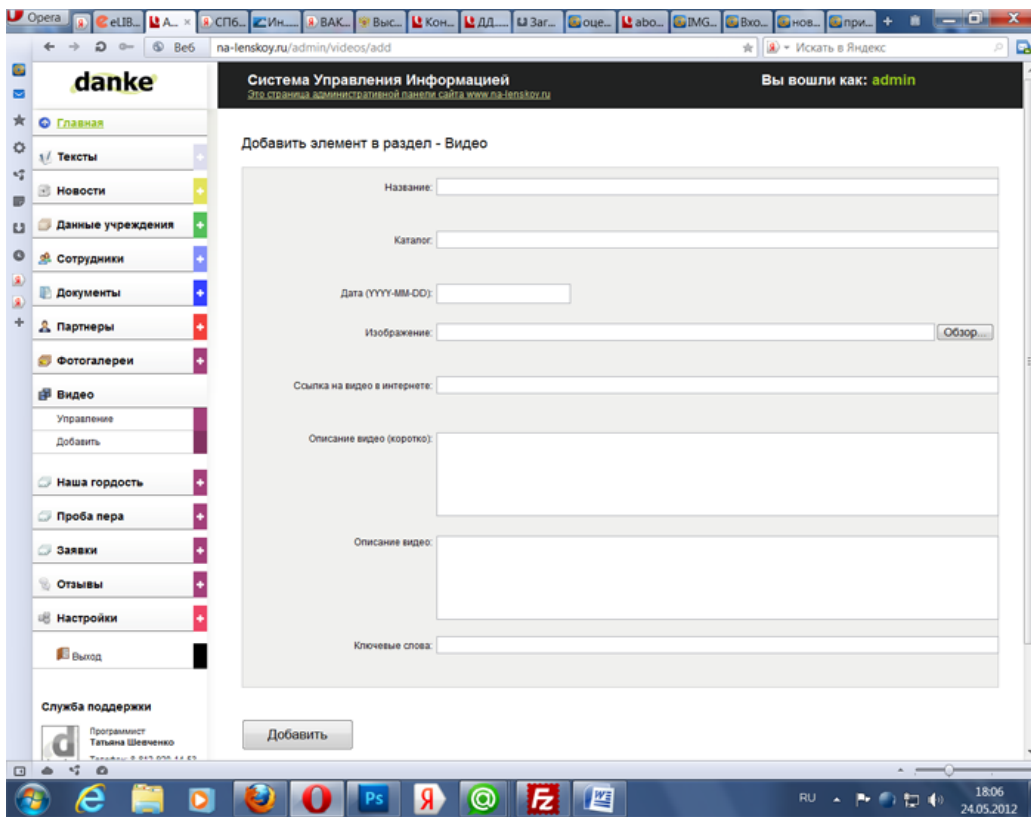 Opera
eLIB...
А...
СПб...
Ин...
ВАК...
Выс...
Кон...
ДД....
Заг...
оце...
abo...
IMG...
Вхо...
нов...
при...
Веб
na-lenskoy.ru/admin/videos/add
Искать в Яндекс
danke
Система Управления Информацией
Это страница административной панели сайта www.na-lenskoy.ru
Вы вошли как: admin
Главная
Тексты
Новости
Данные учреждения
Сотрудники
Документы
Партнеры
Фотогалереи
Видео
Управление
Добавить
Наша гордость
Проба пера
Заявки
Отзывы
Настройки
Выход
Служба поддержки
d
Программист
Татьяна Шевченко
Добавить элемент в раздел - Видео
Название:
Каталог:
Дата (YYYY-MM-DD):
Изображение:
Обзор...
Ссылка на видео в интернете:
Описание видео (коротко):
Описание видео:
Ключевые слова:
Добавить
Ps
Я
@
Fz
W
RU
18:06
24.05.2012